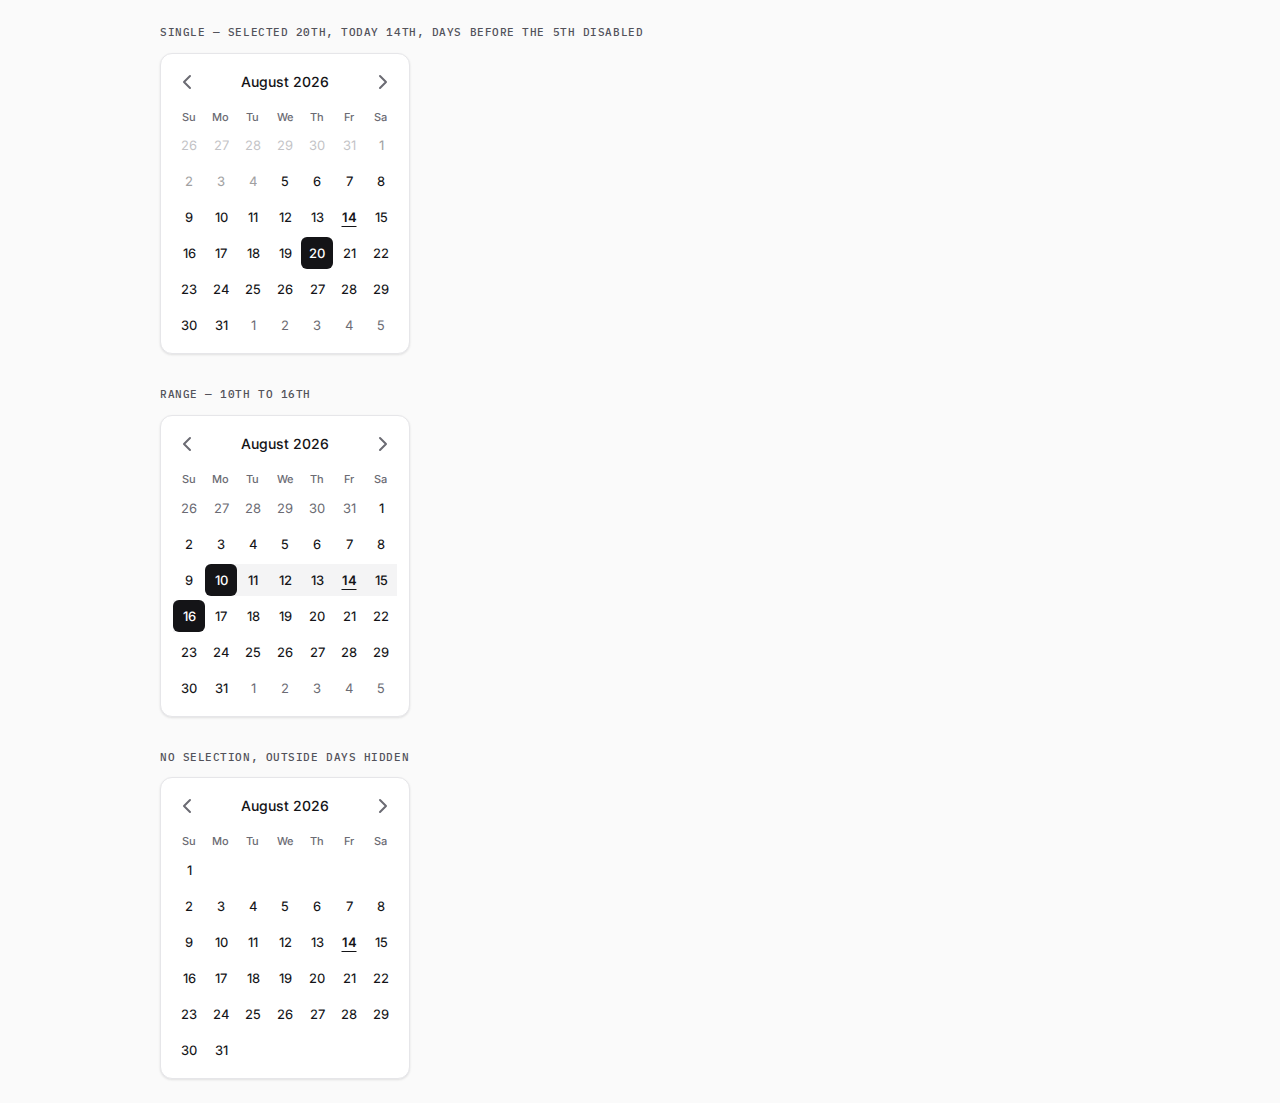 SINGLE — SELECTED 20TH, TODAY 14TH, DAYS BEFORE THE 5TH DISABLED
August 2026
Su Mo Tu We Th Fr Sa
26 27 28 29 30 31 1
2 3 4 5 6 7 8
9 10 11 12 13 14 15
16 17 18 19 20 21 22
23 24 25 26 27 28 29
30 31 1 2 3 4 5
RANGE — 10TH TO 16TH
August 2026
Su Mo Tu We Th Fr Sa
26 27 28 29 30 31 1
2 3 4 5 6 7 8
9 10 11 12 13 14 15
16 17 18 19 20 21 22
23 24 25 26 27 28 29
30 31 1 2 3 4 5
NO SELECTION, OUTSIDE DAYS HIDDEN
August 2026
Su Mo Tu We Th Fr Sa
1
2 3 4 5 6 7 8
9 10 11 12 13 14 15
16 17 18 19 20 21 22
23 24 25 26 27 28 29
30 31